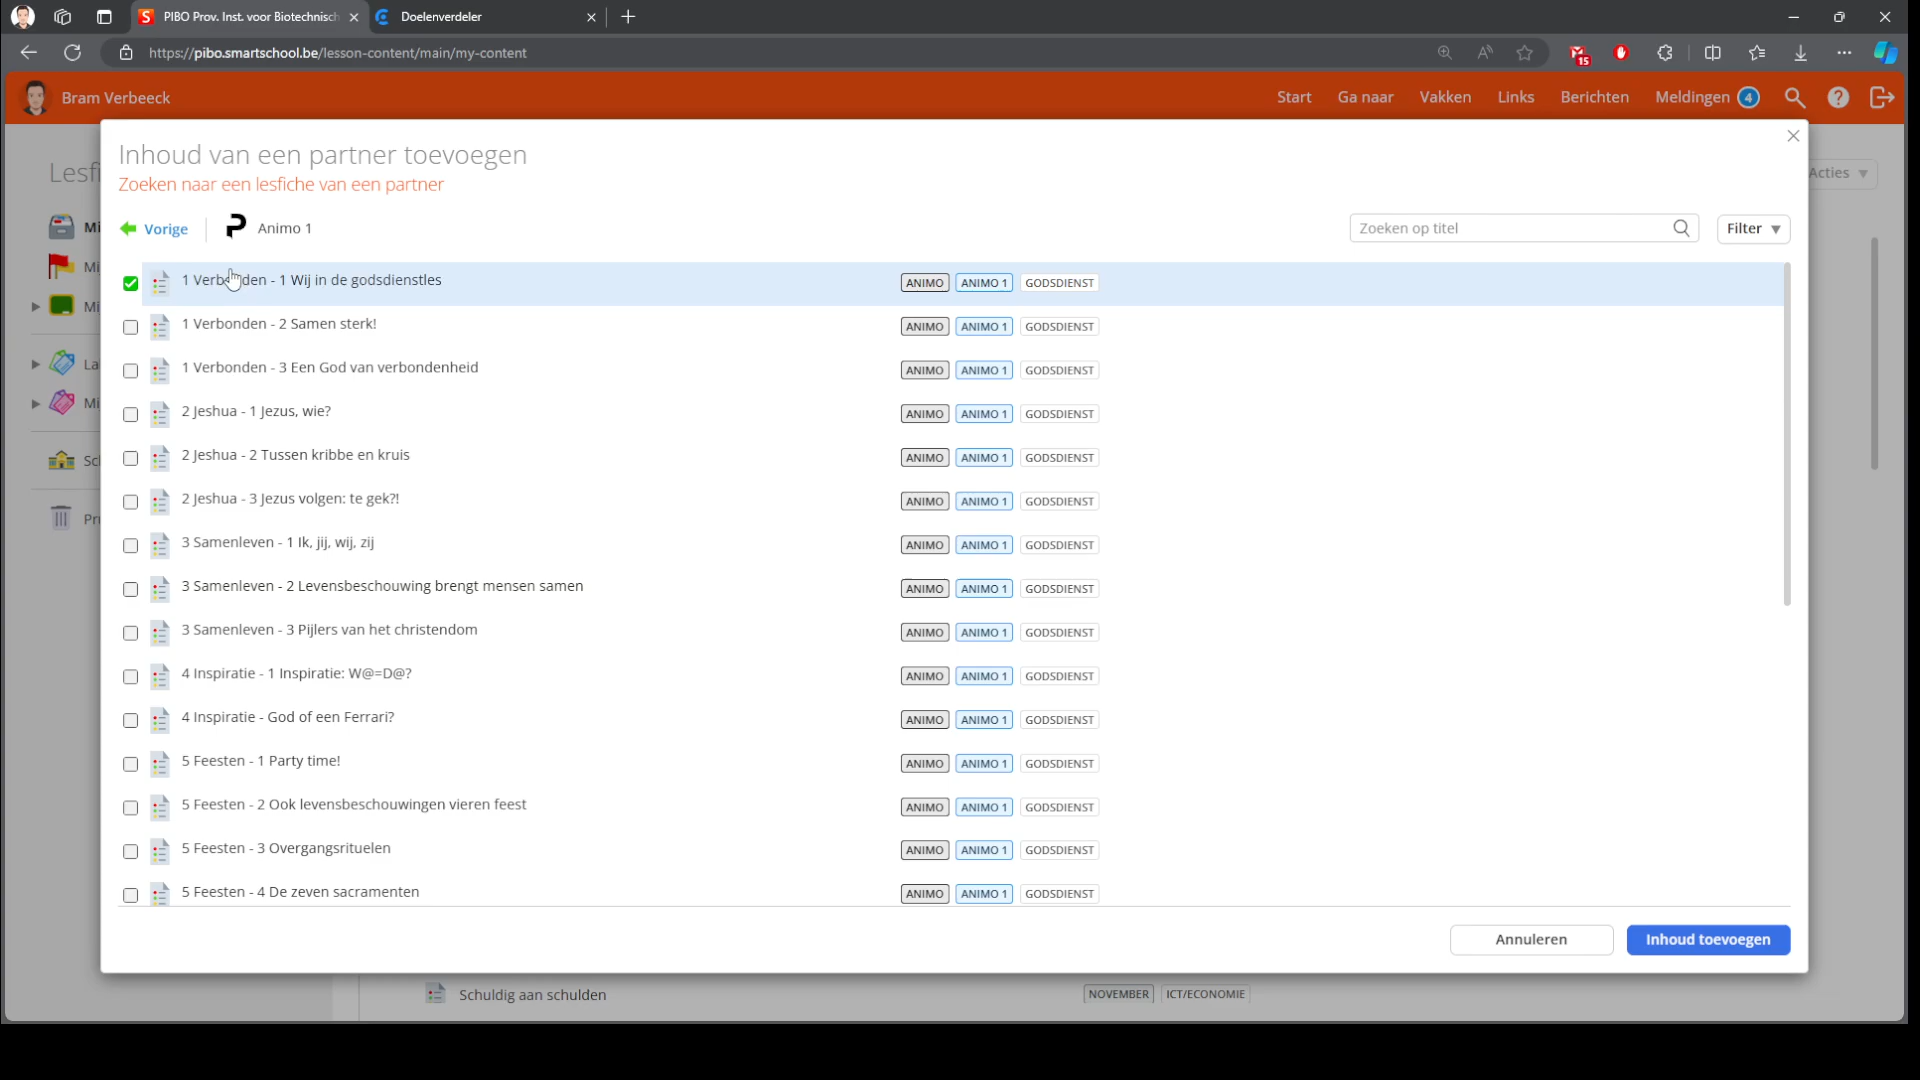 PIBO Prov. Inst. voor Biotechnisch
Doelenverdeler
https://pibo.smartschool.be/lesson-content/main/my-content
15
Bram Verbeeck
Start
Ga naar
Vakken
Links
Berichten
Meldingen 4
Lesfi
Acties
Inhoud van een partner toevoegen
Zoeken naar een lesfiche van een partner
Vorige
Animo 1
Zoeken op titel
Filter
Mi
Mi
Mi
La
Mi
Sc
Pr
1 Verbonden - 1 Wij in de godsdienstles ANIMO ANIMO 1 GODSDIENST
1 Verbonden - 2 Samen sterk! ANIMO ANIMO 1 GODSDIENST
1 Verbonden - 3 Een God van verbondenheid ANIMO ANIMO 1 GODSDIENST
2 Jeshua - 1 Jezus, wie? ANIMO ANIMO 1 GODSDIENST
2 Jeshua - 2 Tussen kribbe en kruis ANIMO ANIMO 1 GODSDIENST
2 Jeshua - 3 Jezus volgen: te gek?! ANIMO ANIMO 1 GODSDIENST
3 Samenleven - 1 Ik, jij, wij, zij ANIMO ANIMO 1 GODSDIENST
3 Samenleven - 2 Levensbeschouwing brengt mensen samen ANIMO ANIMO 1 GODSDIENST
3 Samenleven - 3 Pijlers van het christendom ANIMO ANIMO 1 GODSDIENST
4 Inspiratie - 1 Inspiratie: W@=D@? ANIMO ANIMO 1 GODSDIENST
4 Inspiratie - God of een Ferrari? ANIMO ANIMO 1 GODSDIENST
5 Feesten - 1 Party time! ANIMO ANIMO 1 GODSDIENST
5 Feesten - 2 Ook levensbeschouwingen vieren feest ANIMO ANIMO 1 GODSDIENST
5 Feesten - 3 Overgangsrituelen ANIMO ANIMO 1 GODSDIENST
5 Feesten - 4 De zeven sacramenten ANIMO ANIMO 1 GODSDIENST
Annuleren
Inhoud toevoegen
Schuldig aan schulden NOVEMBER ICT/ECONOMIE